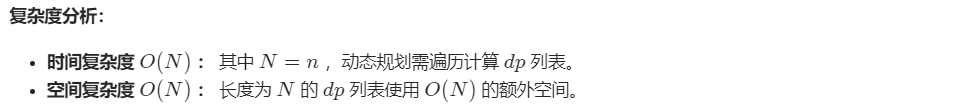 复杂度分析：
• 时间复杂度 O(N) ： 其中 N = n ，动态规划需遍历计算 dp 列表。
• 空间复杂度 O(N) ： 长度为 N 的 dp 列表使用 O(N) 的额外空间。